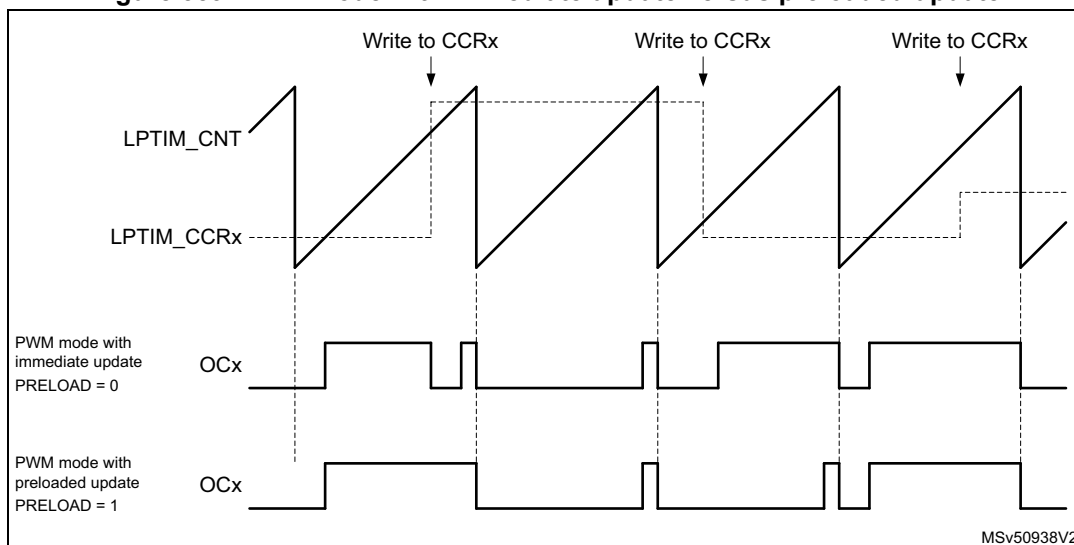 Write to CCRx Write to CCRx Write to CCRx
LPTIM_CNT
LPTIM_CCRx
PWM mode with
immediate update
PRELOAD = 0
OCx
PWM mode with
preloaded update
PRELOAD = 1
OCx
MSv50938V2